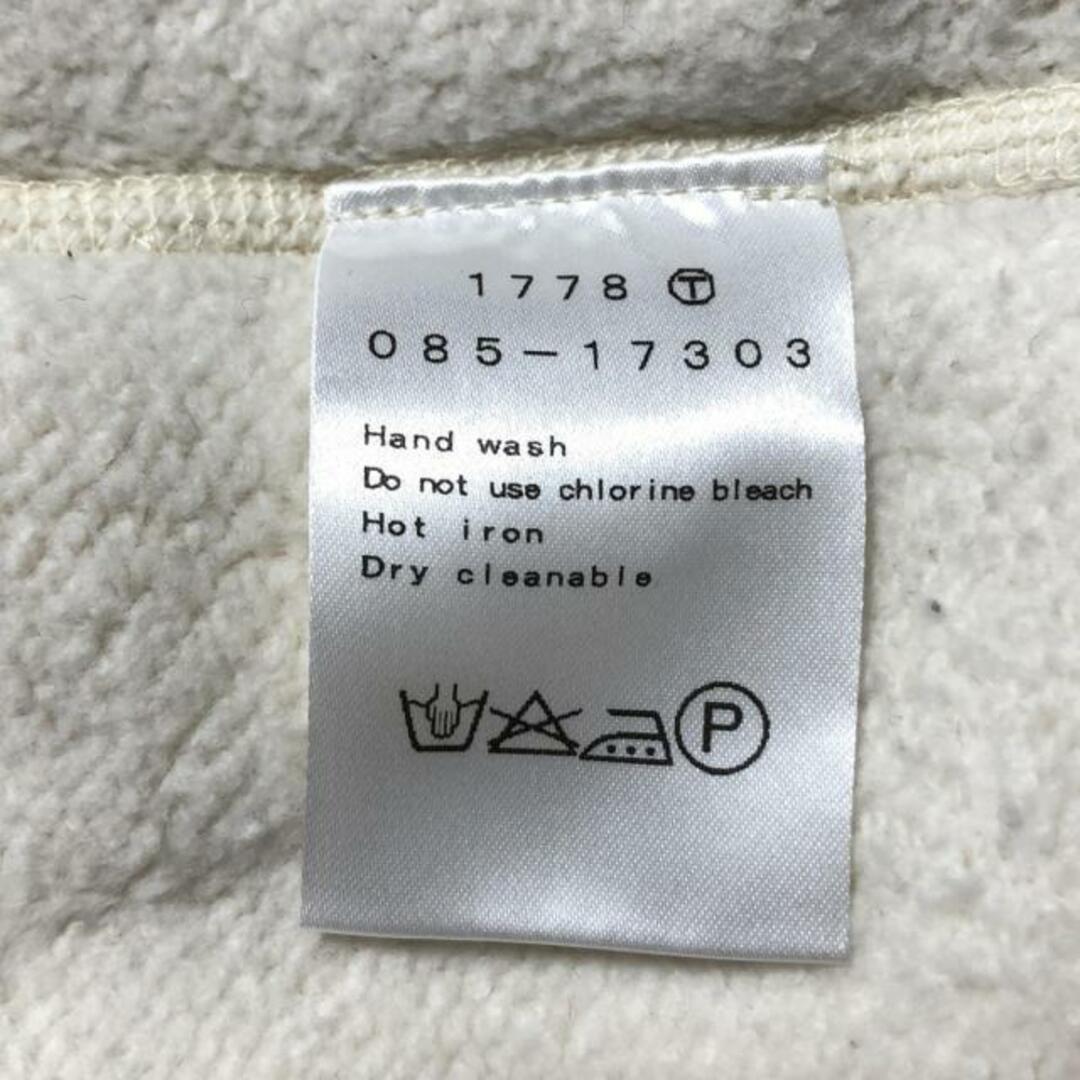 1778 Ⓣ
085-17303
Hand wash
Do not use chlorine bleach
Hot iron
Dry cleanable
P